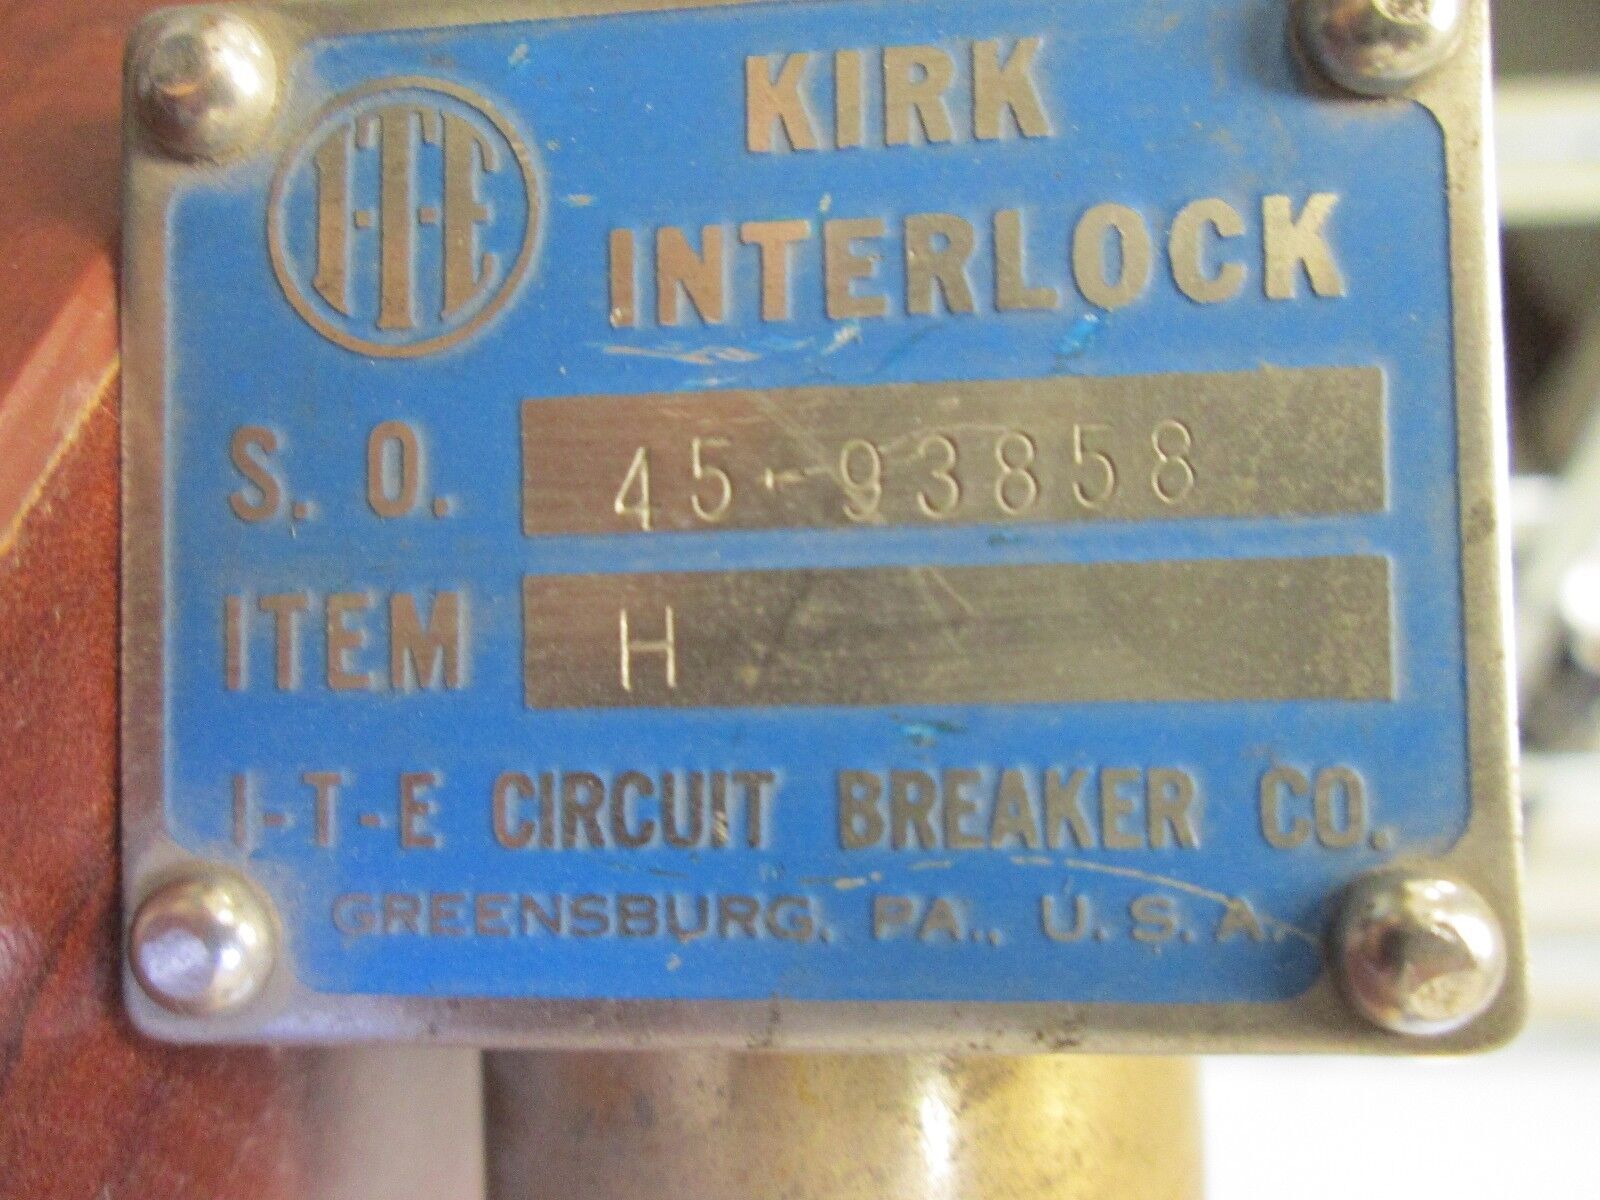 I-T-E
KIRK
INTERLOCK
S. O. 45-93858
ITEM H
I-T-E CIRCUIT BREAKER CO.
GREENSBURG, PA., U. S. A.